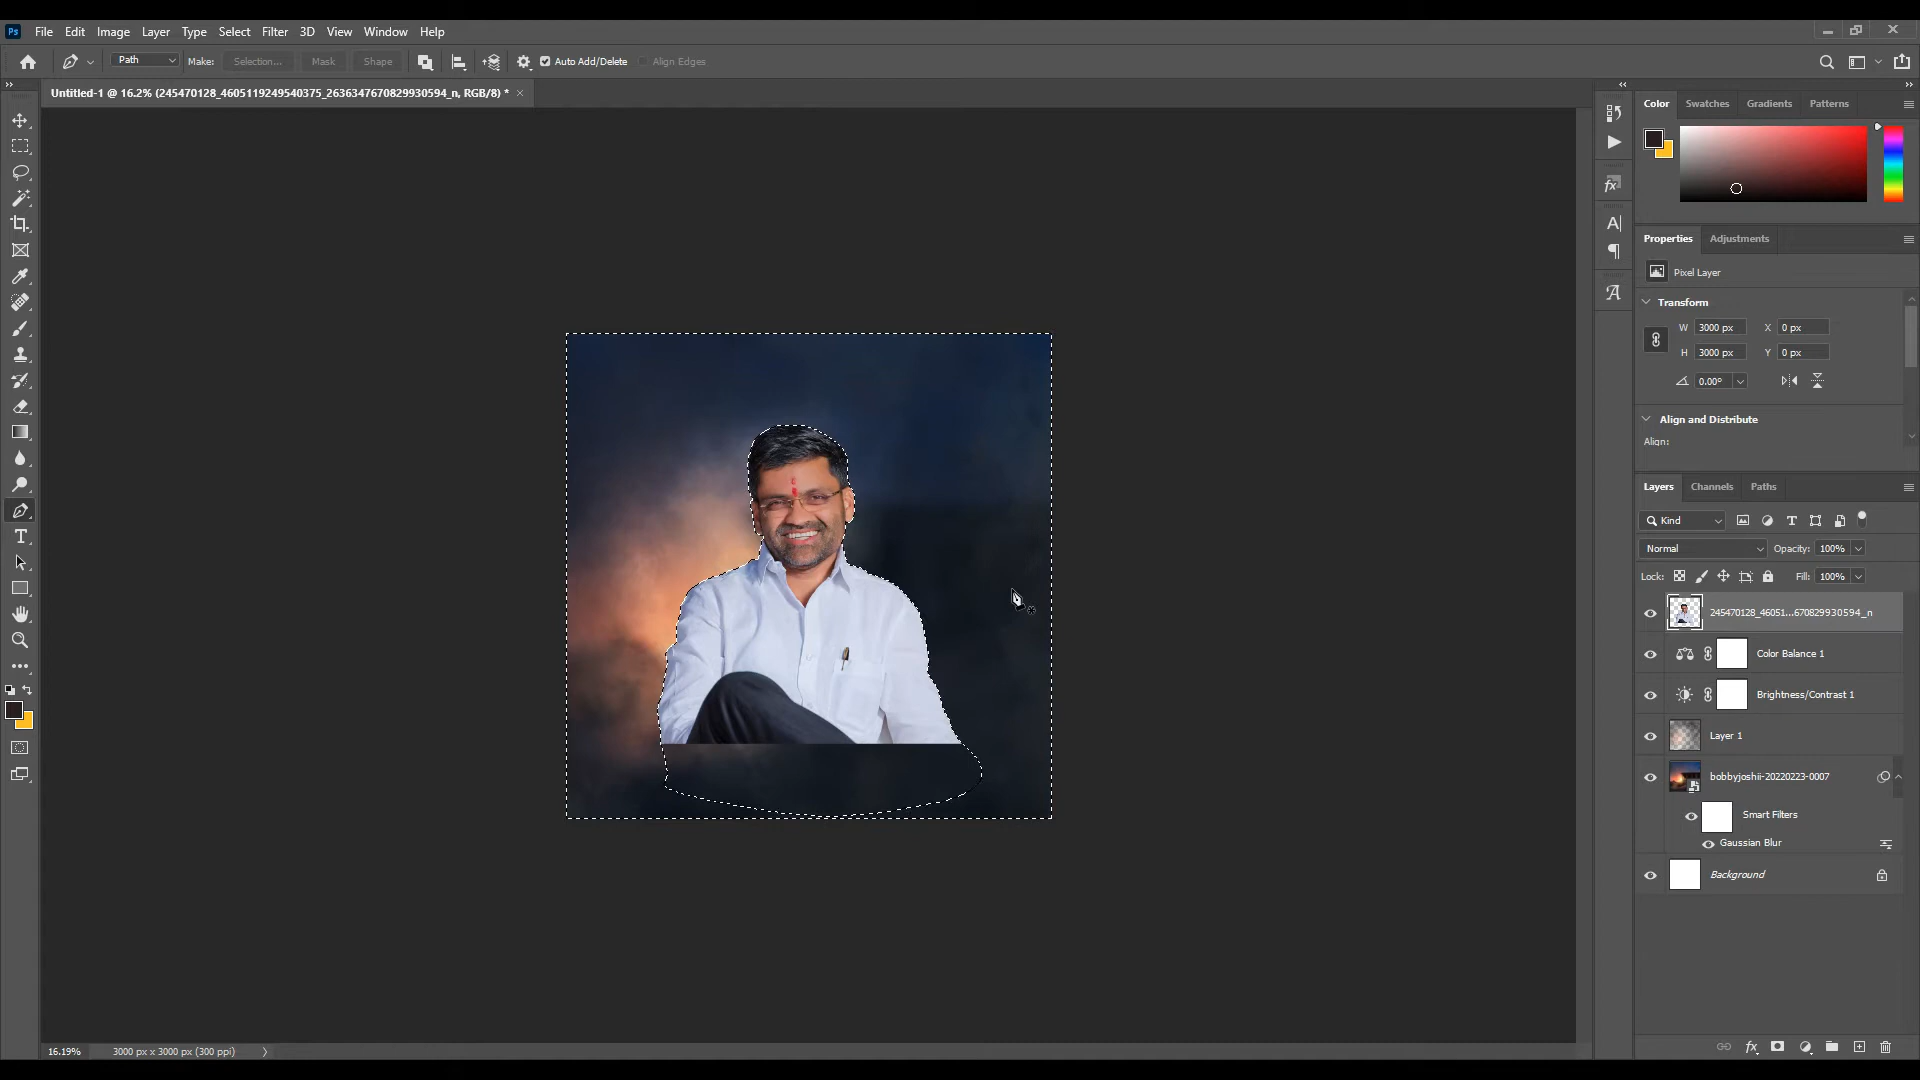 Ps File Edit Image Layer Type Select Filter 3D View Window Help
Path Make: Selection... Mask Shape Auto Add/Delete Align Edges
Untitled-1 @ 16.2% (245470128_4605119249540375_2636347670829930594_n, RGB/8) * ×
Color Swatches Gradients Patterns
Properties Adjustments
Pixel Layer
Transform
W 3000 px X 0 px
H 3000 px Y 0 px
0.00°
Align and Distribute
Align:
Layers Channels Paths
Kind
Normal Opacity: 100%
Lock: Fill: 100%
245470128_46051...670829930594_n
Color Balance 1
Brightness/Contrast 1
Layer 1
bobbyjoshii-20220223-0007
Smart Filters
Gaussian Blur
Background
16.19% 3000 px x 3000 px (300 ppi)